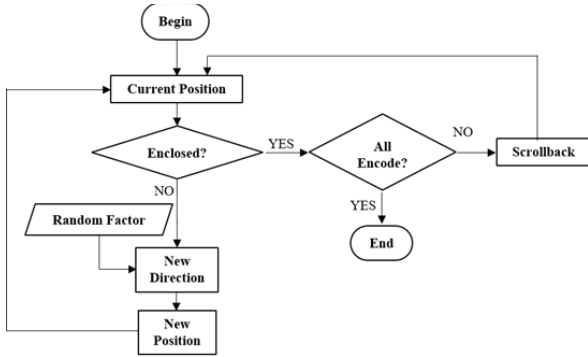 Begin
Current Position
Enclosed?
YES
All
Encode?
NO
Scrollback
NO
YES
Random Factor
End
New
Direction
New
Position